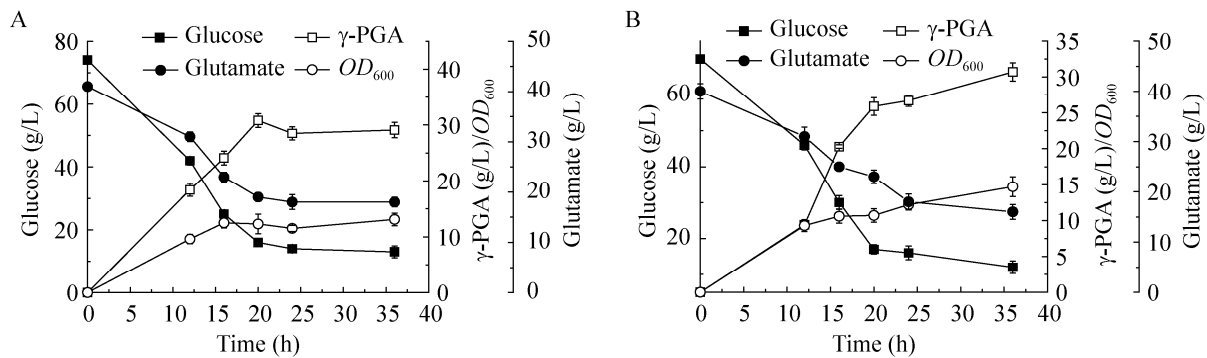 A
Glucose
γ-PGA
Glutamate
OD600
80
60
40
20
0
Glucose (g/L)
40
30
20
10
0
γ-PGA (g/L)/OD600
50
40
30
20
10
0
Glutamate (g/L)
0 5 10 15 20 25 30 35 40
Time (h)
B
Glucose
γ-PGA
Glutamate
OD600
60
40
20
Glucose (g/L)
35
30
25
20
15
10
5
0
γ-PGA (g/L)/OD600
50
40
30
20
10
0
Glutamate (g/L)
0 5 10 15 20 25 30 35 40
Time (h)